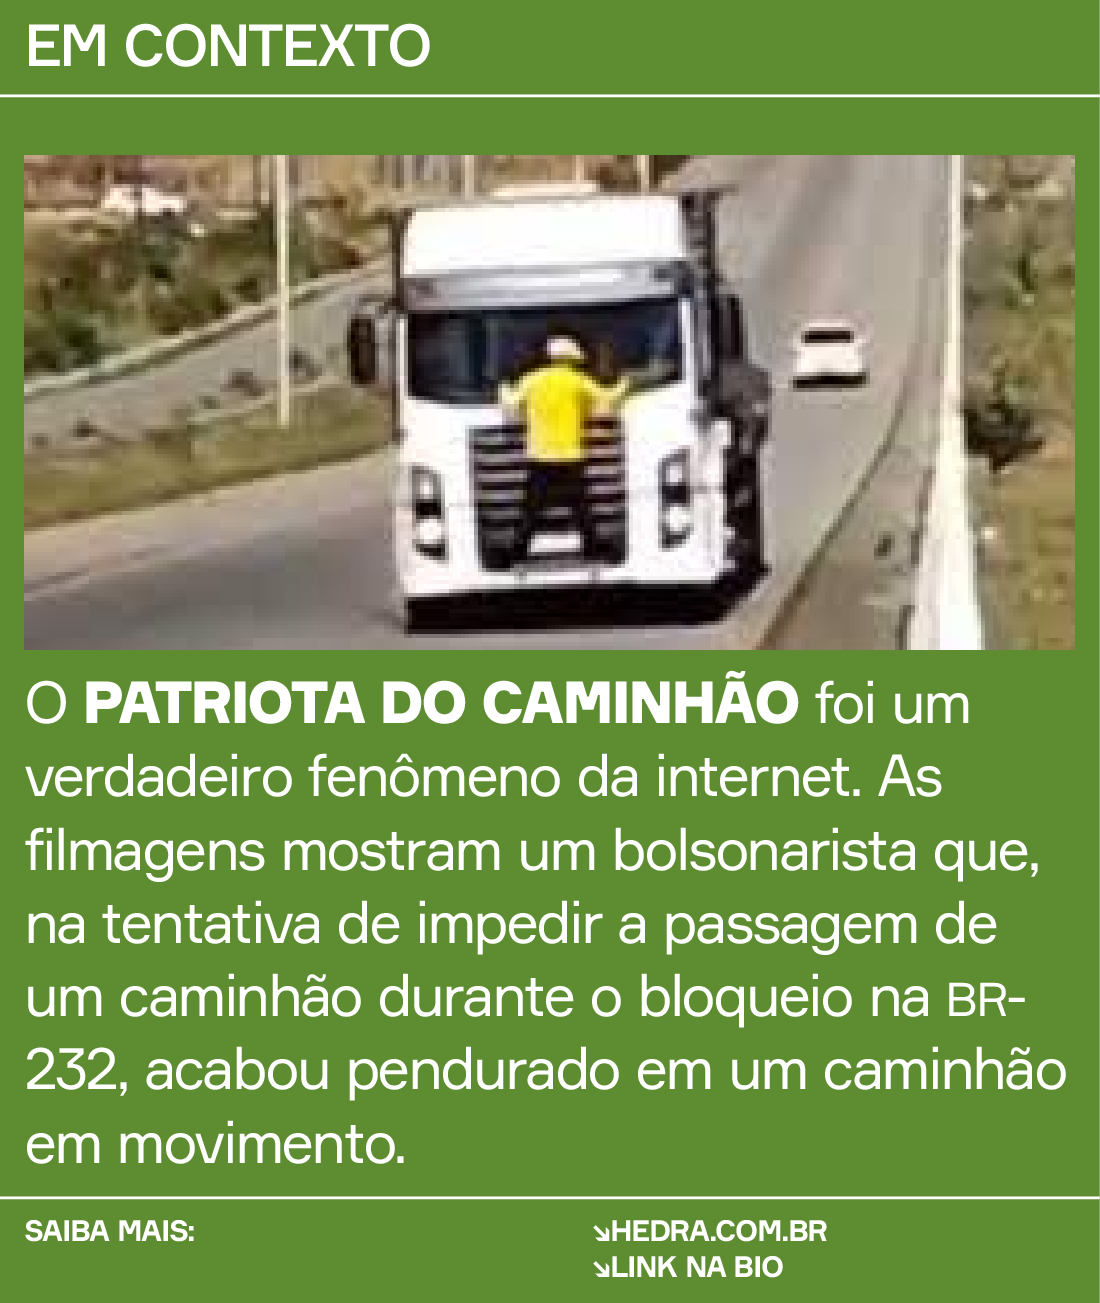 EM CONTEXTO
O PATRIOTA DO CAMINHÃO foi um
verdadeiro fenômeno da internet. As
filmagens mostram um bolsonarista que,
na tentativa de impedir a passagem de
um caminhão durante o bloqueio na BR-
232, acabou pendurado em um caminhão
em movimento.
SAIBA MAIS:
↘HEDRA.COM.BR
↘LINK NA BIO